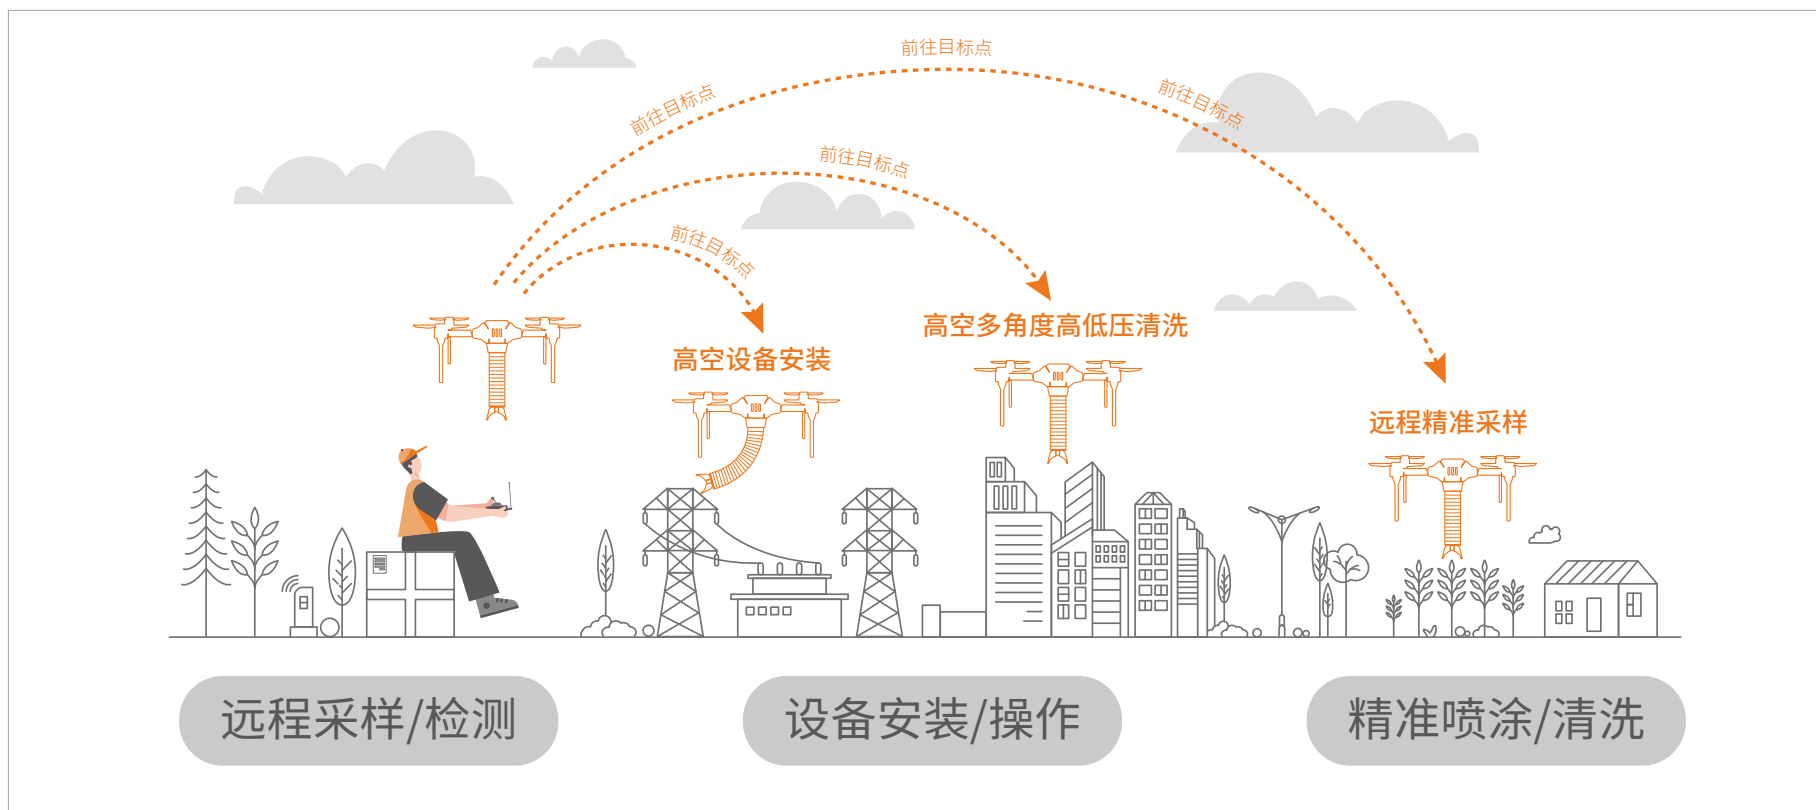 前往目标点
前往目标点
前往目标点
前往目标点
前往目标点
高空设备安装
高空多角度高低压清洗
远程精准采样
远程采样/检测
设备安装/操作
精准喷涂/清洗